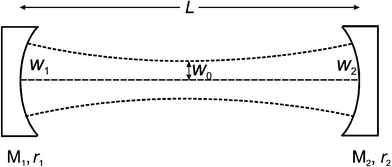 L
w₁ w₀ w₂
M₁, r₁ M₂, r₂